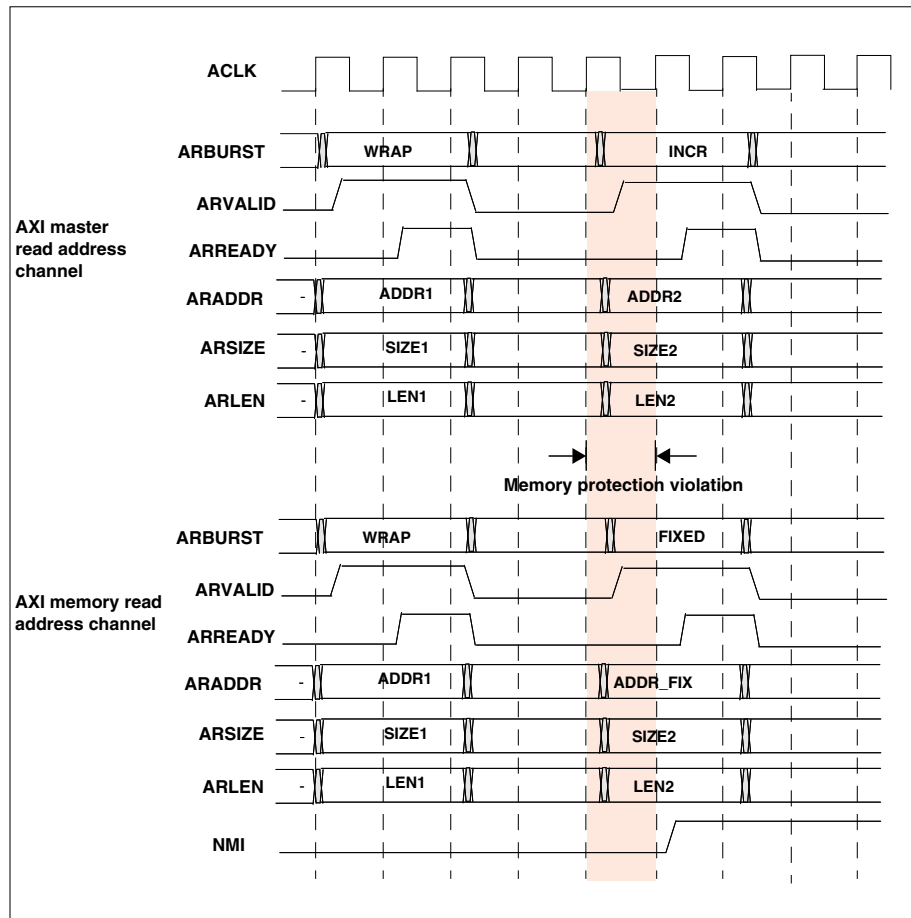 ACLK
ARBURST WRAP INCR
ARVALID
AXI master
read address
channel
ARREADY
ARADDR - ADDR1 ADDR2
ARSIZE - SIZE1 SIZE2
ARLEN - LEN1 LEN2
Memory protection violation
ARBURST WRAP FIXED
ARVALID
AXI memory read
address channel
ARREADY
ARADDR - ADDR1 ADDR_FIX
ARSIZE - SIZE1 SIZE2
ARLEN - LEN1 LEN2
NMI